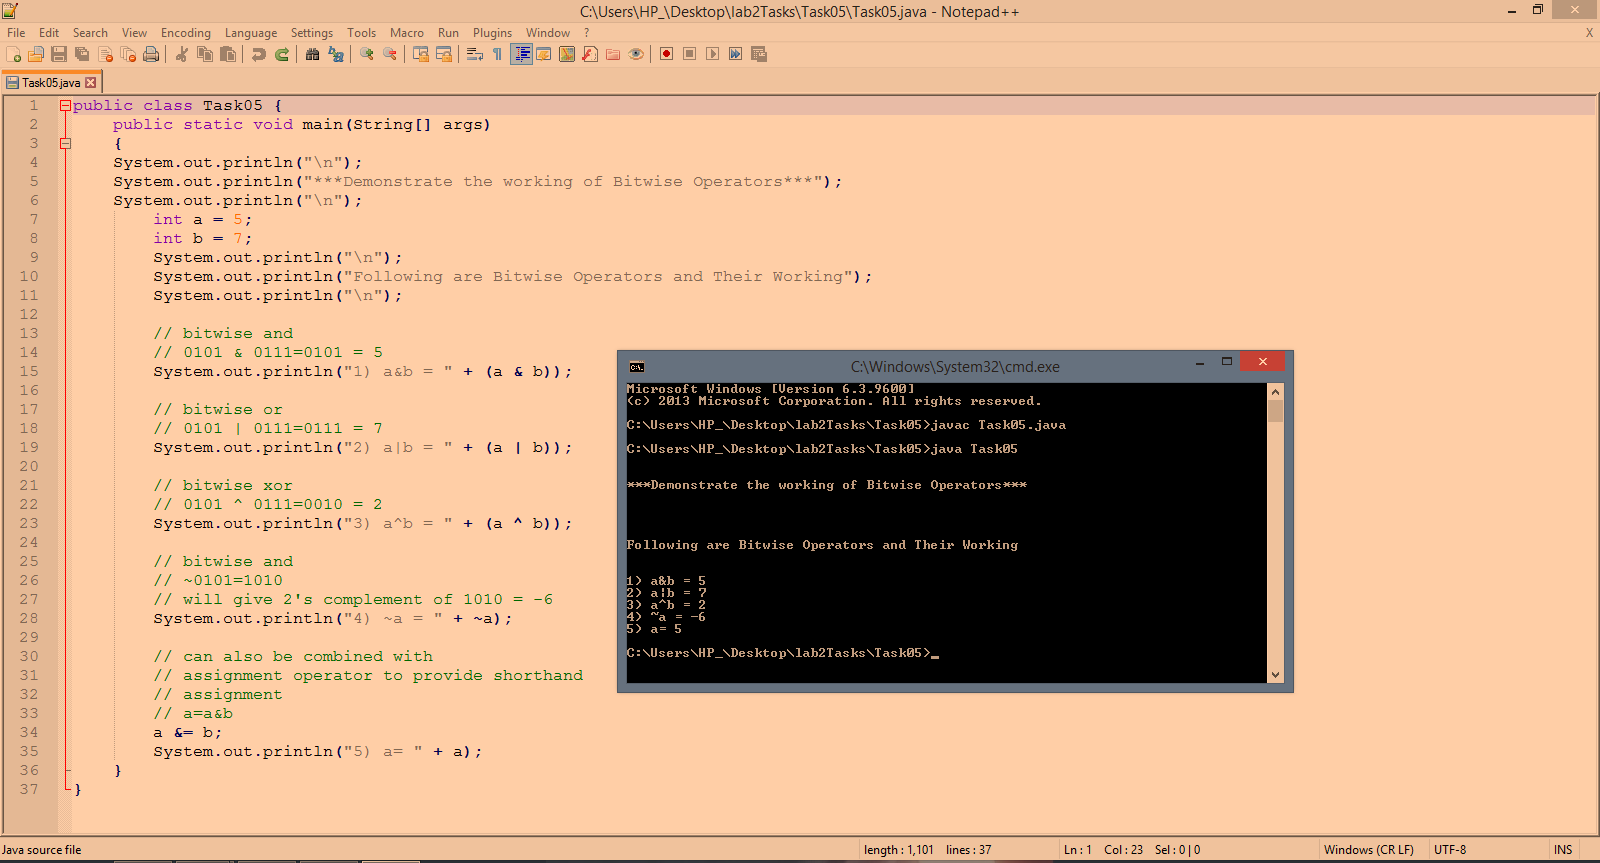 C:\Users\HP_\Desktop\lab2Tasks\Task05\Task05.java - Notepad++
File Edit Search View Encoding Language Settings Tools Macro Run Plugins Window ? X
Task05.java
1 public class Task05 {
2 public static void main(String[] args)
3 {
4 System.out.println("\n");
5 System.out.println("***Demonstrate the working of Bitwise Operators***");
6 System.out.println("\n");
7 int a = 5;
8 int b = 7;
9 System.out.println("\n");
10 System.out.println("Following are Bitwise Operators and Their Working");
11 System.out.println("\n");
12
13 // bitwise and
14 // 0101 & 0111=0101 = 5
15 System.out.println("1) a&b = " + (a & b));
16
17 // bitwise or
18 // 0101 | 0111=0111 = 7
19 System.out.println("2) a|b = " + (a | b));
20
21 // bitwise xor
22 // 0101 ^ 0111=0010 = 2
23 System.out.println("3) a^b = " + (a ^ b));
24
25 // bitwise and
26 // ~0101=1010
27 // will give 2's complement of 1010 = -6
28 System.out.println("4) ~a = " + ~a);
29
30 // can also be combined with
31 // assignment operator to provide shorthand
32 // assignment
33 // a=a&b
34 a &= b;
35 System.out.println("5) a= " + a);
36 }
37 }
C:\Windows\System32\cmd.exe
Microsoft Windows [Version 6.3.9600]
(c) 2013 Microsoft Corporation. All rights reserved.
C:\Users\HP_\Desktop\lab2Tasks\Task05>javac Task05.java
C:\Users\HP_\Desktop\lab2Tasks\Task05>java Task05
***Demonstrate the working of Bitwise Operators***
Following are Bitwise Operators and Their Working
1) a&b = 5
2) a|b = 7
3) a^b = 2
4) ~a = -6
5) a= 5
C:\Users\HP_\Desktop\lab2Tasks\Task05>_
Java source file length : 1,101 lines : 37 Ln : 1 Col : 23 Sel : 0 | 0 Windows (CR LF) UTF-8 INS